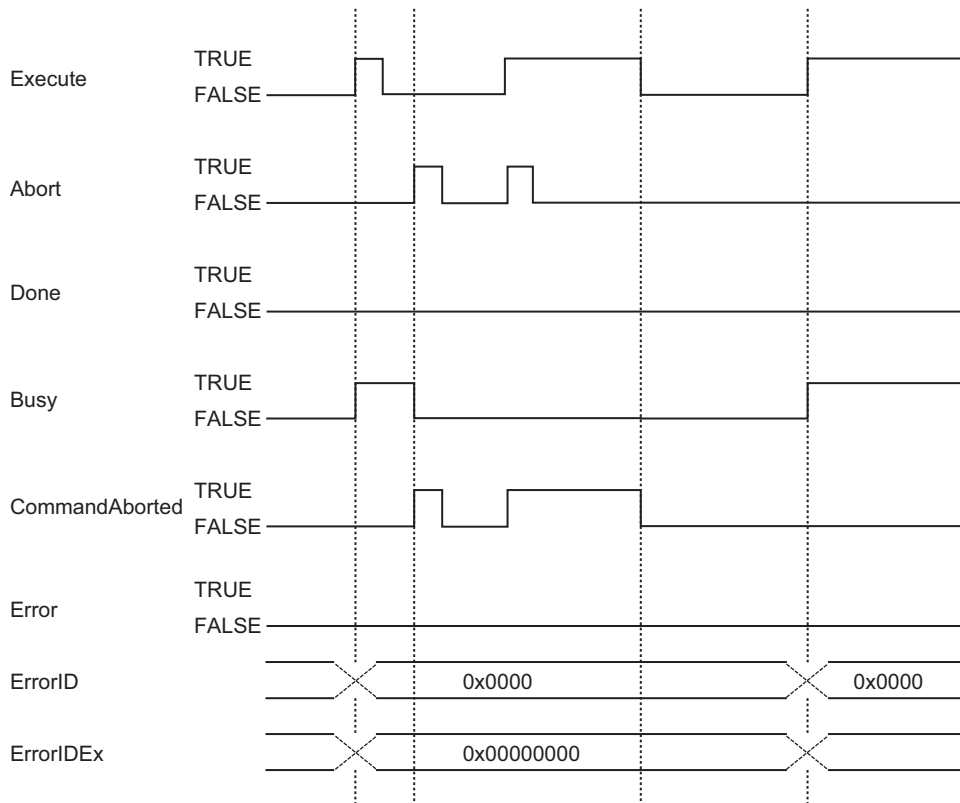 TRUE
Execute
FALSE
TRUE
Abort
FALSE
TRUE
Done
FALSE
TRUE
Busy
FALSE
TRUE
CommandAborted
FALSE
TRUE
Error
FALSE
ErrorID 0x0000 0x0000
ErrorIDEx 0x00000000